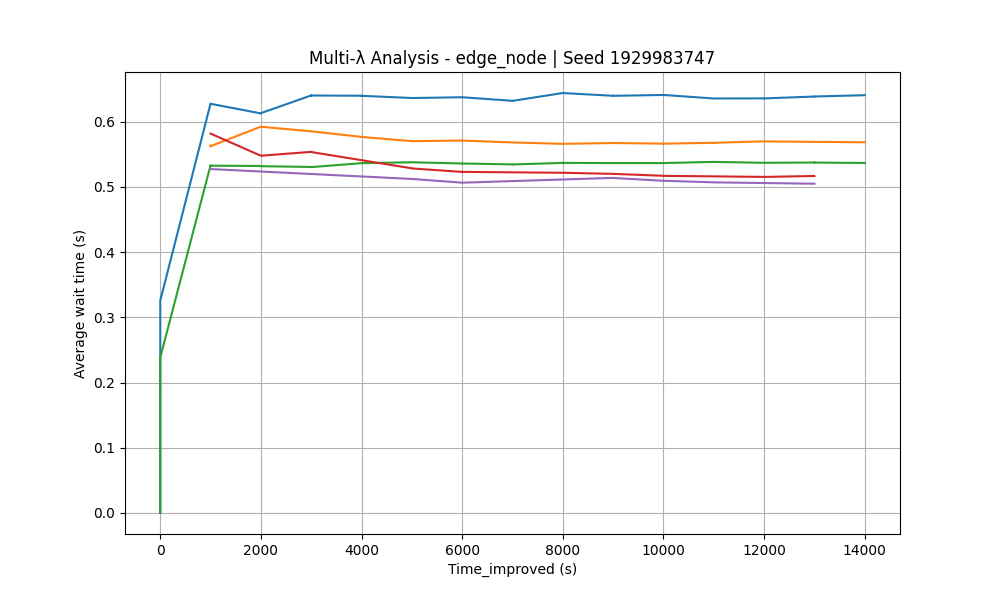 Multi-λ Analysis - edge_node | Seed 1929983747
Average wait time (s)
0.6
0.5
0.4
0.3
0.2
0.1
0.0
0 2000 4000 6000 8000 10000 12000 14000
Time_improved (s)